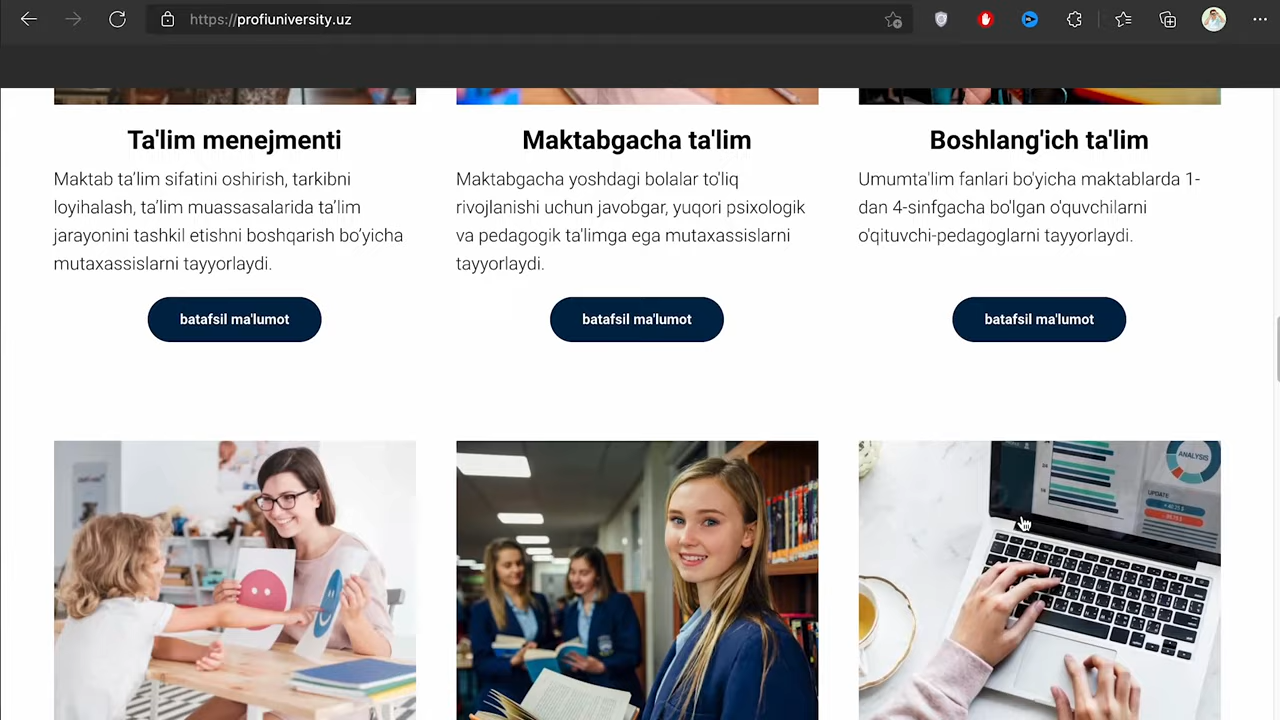 https://profiuniversity.uz
Ta'lim menejmenti
Maktab ta’lim sifatini oshirish, tarkibni
loyihalash, ta’lim muassasalarida ta’lim
jarayonini tashkil etishni boshqarish bo’yicha
mutaxassislarni tayyorlaydi.
batafsil ma'lumot
Maktabgacha ta'lim
Maktabgacha yoshdagi bolalar to'liq
rivojlanishi uchun javobgar, yuqori psixologik
va pedagogik ta'limga ega mutaxassislarni
tayyorlaydi.
batafsil ma'lumot
Boshlang'ich ta'lim
Umumta'lim fanlari bo'yicha maktablarda 1-
dan 4-sinfgacha bo'lgan o'quvchilarni
o'qituvchi-pedagoglarni tayyorlaydi.
batafsil ma'lumot
ANALYSIS
UPDATE